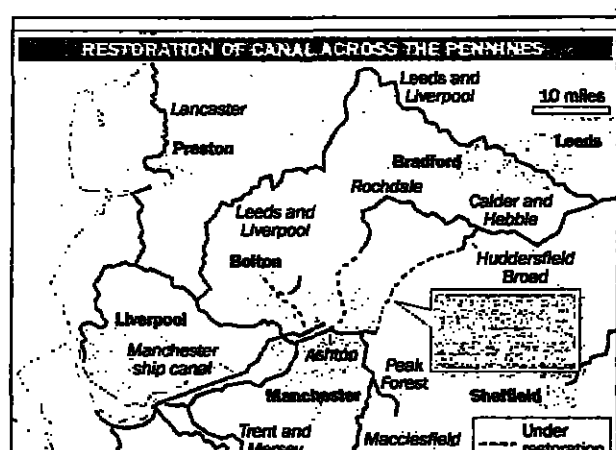 RESTORATION OF CANAL ACROSS THE PENNINES
Leeds and
Liverpool
10 miles
Lancaster
Preston
Leeds
Bradford
Rochdale
Calder and
Hebble
Leeds and
Liverpool
Bolton
Huddersfield
Broad
Liverpool
Manchester
ship canal
Ashton
Peak
Forest
Manchester
Sheffield
Trent and
Mersey
Macclesfield
Under
restoration